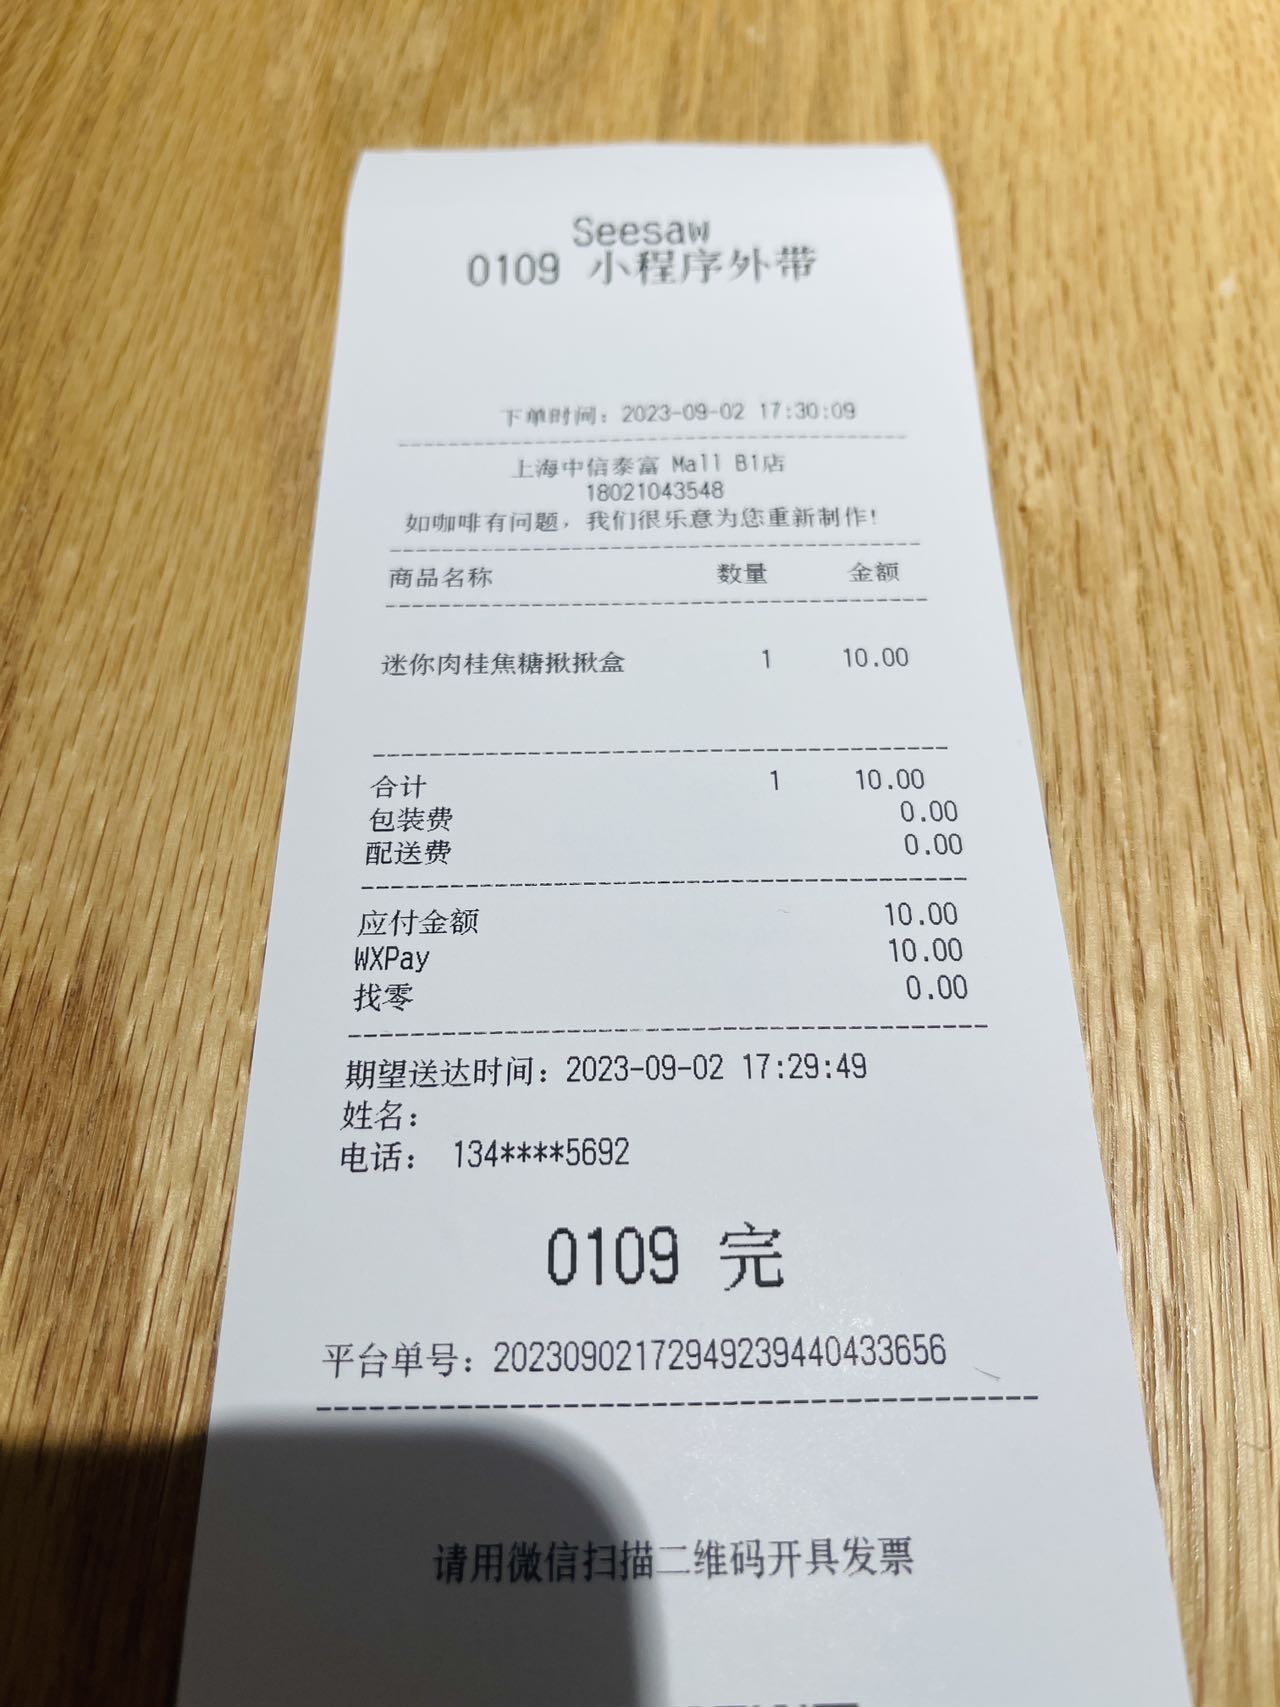 Seesaw
0109 小程序外带
下单时间：2023-09-02 17:30:09
上海中信泰富 Mall B1店
18021043548
如咖啡有问题，我们很乐意为您重新制作!
商品名称 数量 金额
迷你肉桂焦糖揪揪盒 1 10.00
合计 1 10.00
包装费 0.00
配送费 0.00
应付金额 10.00
WXPay 10.00
找零 0.00
期望送达时间：2023-09-02 17:29:49
姓名：
电话： 134****5692
0109 完
平台单号：20230902172949239440433656
请用微信扫描二维码开具发票